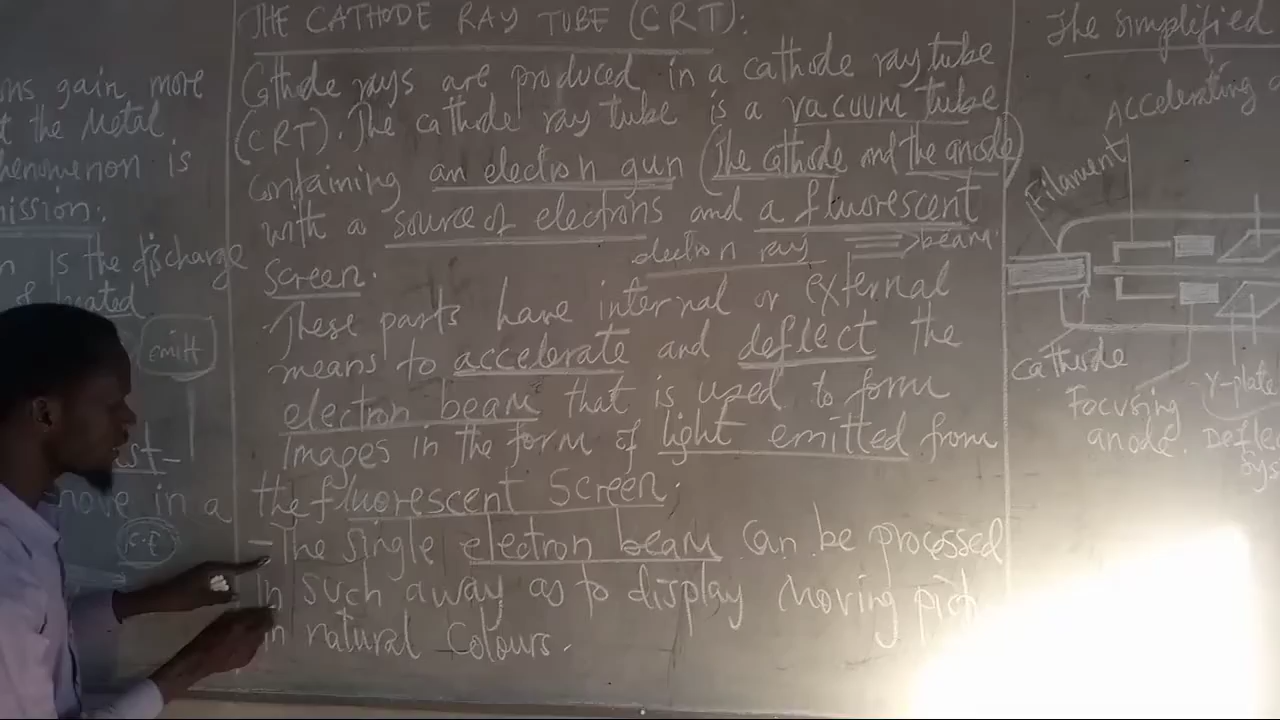 ons gain more
t the Metal
henomenon is
mission.
n is the discharge
of heated
emitt
move in a
K.E
THE CATHODE RAY TUBE (CRT):
Cathode rays are produced in a cathode ray tube
(CRT). The cathode ray tube is a vacuum tube
containing an electron gun (The cathode and the anode)
with a source of electrons and a fluorescent
screen.
electron ray
beam.
These parts have internal or external
means to accelerate and deflect the
electron beam that is used to form
images in the form of light emitted from
the fluorescent Screen.
- The single electron beam can be processed
in such away as to display moving pict
in natural Colours.
The simplified
Accelerating a
Filament
cathode
Focusing
anode.
Y-plate
Defle
sys